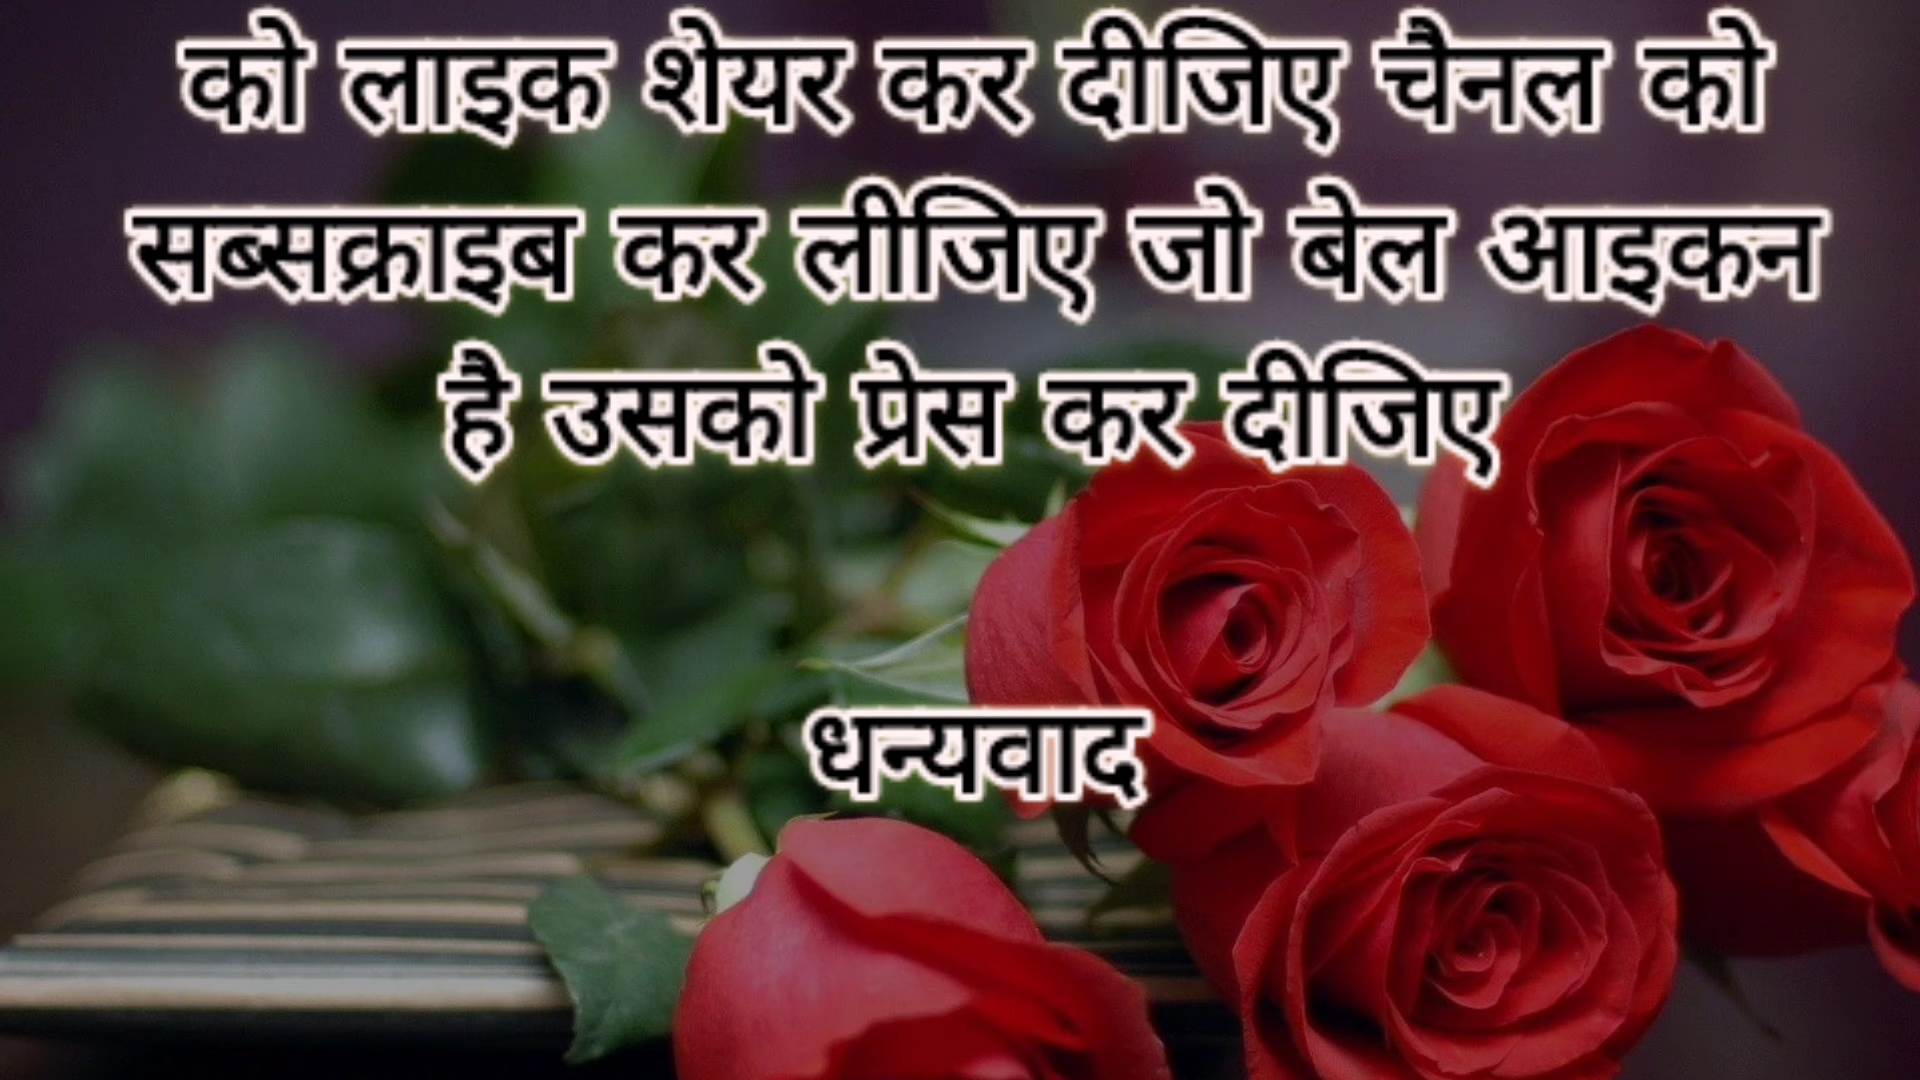 को लाइक शेयर कर दीजिए चैनल को
सब्सक्राइब कर लीजिए जो बेल आइकन
है उसको प्रेस कर दीजिए
धन्यवाद